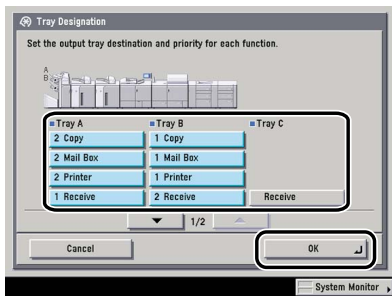 Tray Designation
Set the output tray destination and priority for each function.
A
B
Tray A Tray B Tray C
2 Copy 1 Copy
2 Mail Box 1 Mail Box
2 Printer 1 Printer
1 Receive 2 Receive Receive
1/2
Cancel OK
System Monitor